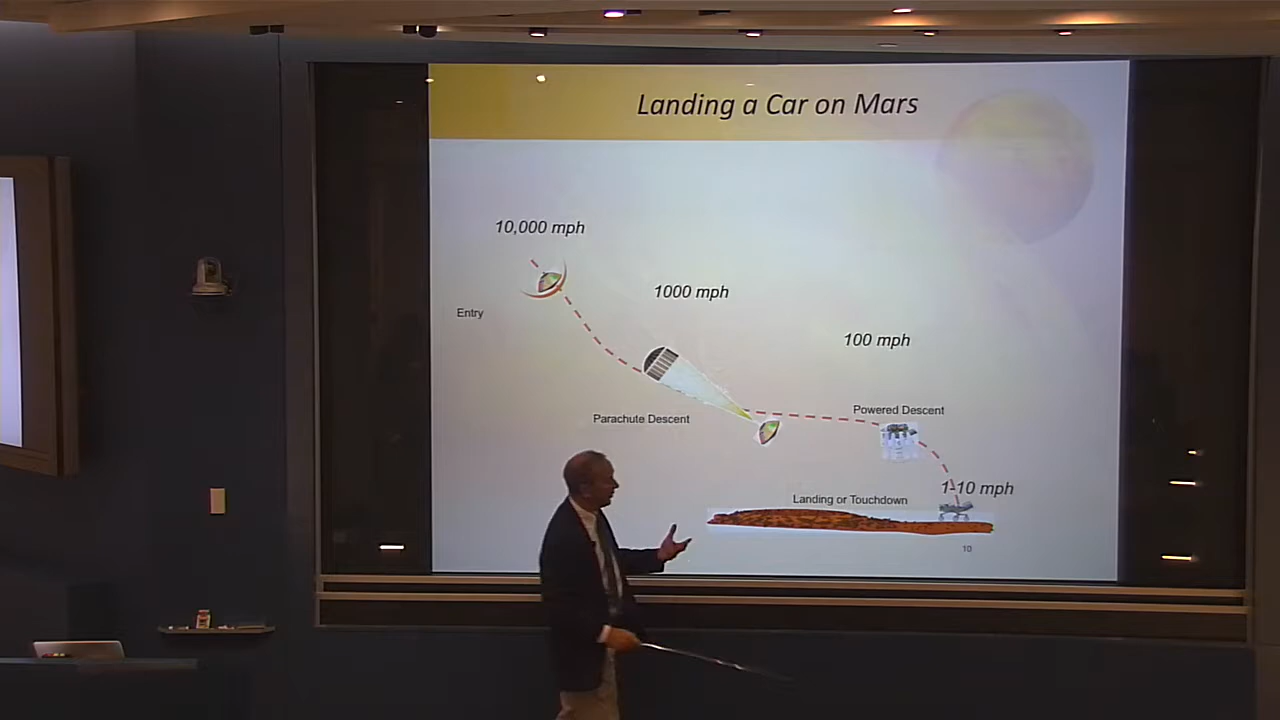 Landing a Car on Mars
10,000 mph
1000 mph
Entry
100 mph
Parachute Descent
Powered Descent
1-10 mph
Landing or Touchdown
10